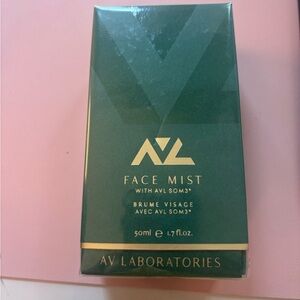 AVL
FACE MIST
WITH AVL SOM3*
BRUME VISAGE
AVEC AVL SOM3*
50ml e 1.7 fl.oz.
AV LABORATORIES